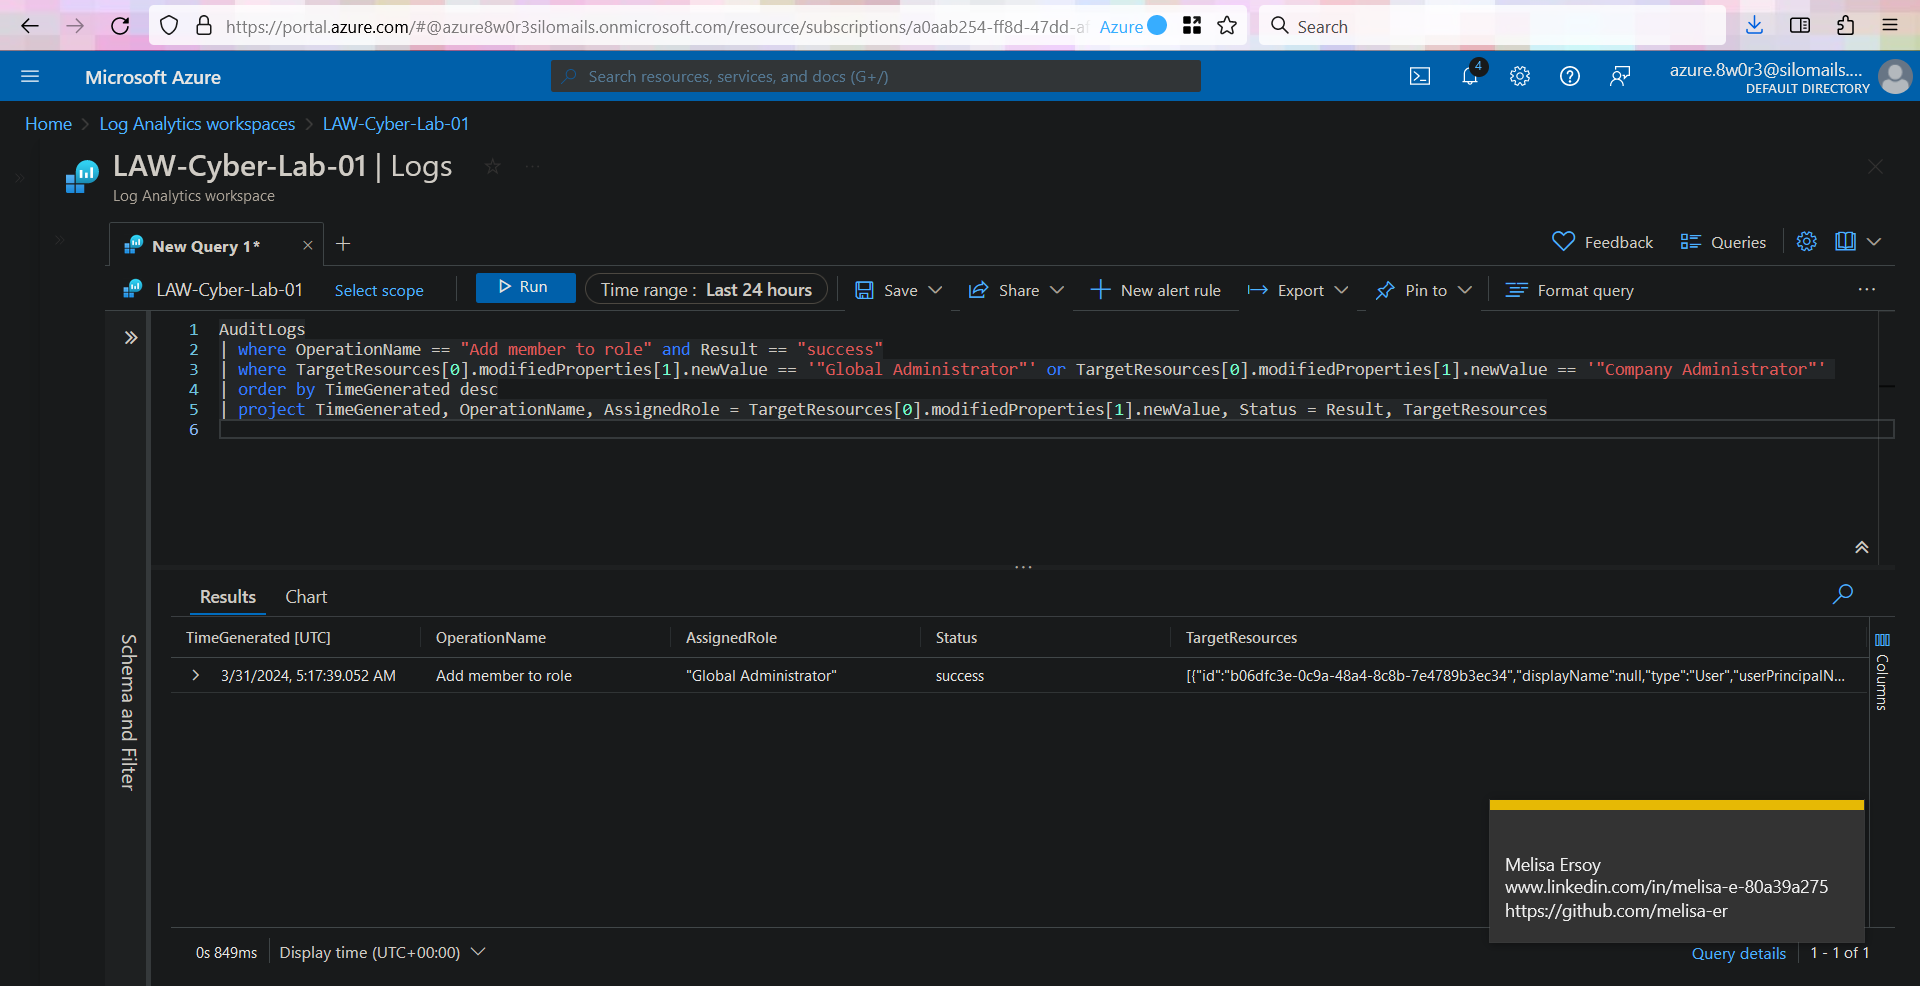 https://portal.azure.com/#@azure8w0r3silomails.onmicrosoft.com/resource/subscriptions/a0aab254-ff8d-47dd-a
Azure
Search
Microsoft Azure
Search resources, services, and docs (G+/)
4
azure.8w0r3@silomails....
DEFAULT DIRECTORY
Home > Log Analytics workspaces > LAW-Cyber-Lab-01
LAW-Cyber-Lab-01 | Logs
Log Analytics workspace
New Query 1*
Feedback
Queries
LAW-Cyber-Lab-01
Select scope
Run
Time range : Last 24 hours
Save
Share
New alert rule
Export
Pin to
Format query
1 AuditLogs
2 | where OperationName == "Add member to role" and Result == "success"
3 | where TargetResources[0].modifiedProperties[1].newValue == '"Global Administrator"' or TargetResources[0].modifiedProperties[1].newValue == '"Company Administrator"'
4 | order by TimeGenerated desc
5 | project TimeGenerated, OperationName, AssignedRole = TargetResources[0].modifiedProperties[1].newValue, Status = Result, TargetResources
6
Schema and Filter
Results
Chart
TimeGenerated [UTC]
OperationName
AssignedRole
Status
TargetResources
3/31/2024, 5:17:39.052 AM
Add member to role
"Global Administrator"
success
[{"id":"b06dfc3e-0c9a-48a4-8c8b-7e4789b3ec34","displayName":null,"type":"User","userPrincipalN...
Columns
Melisa Ersoy
www.linkedin.com/in/melisa-e-80a39a275
https://github.com/melisa-er
0s 849ms
Display time (UTC+00:00)
Query details
1 - 1 of 1